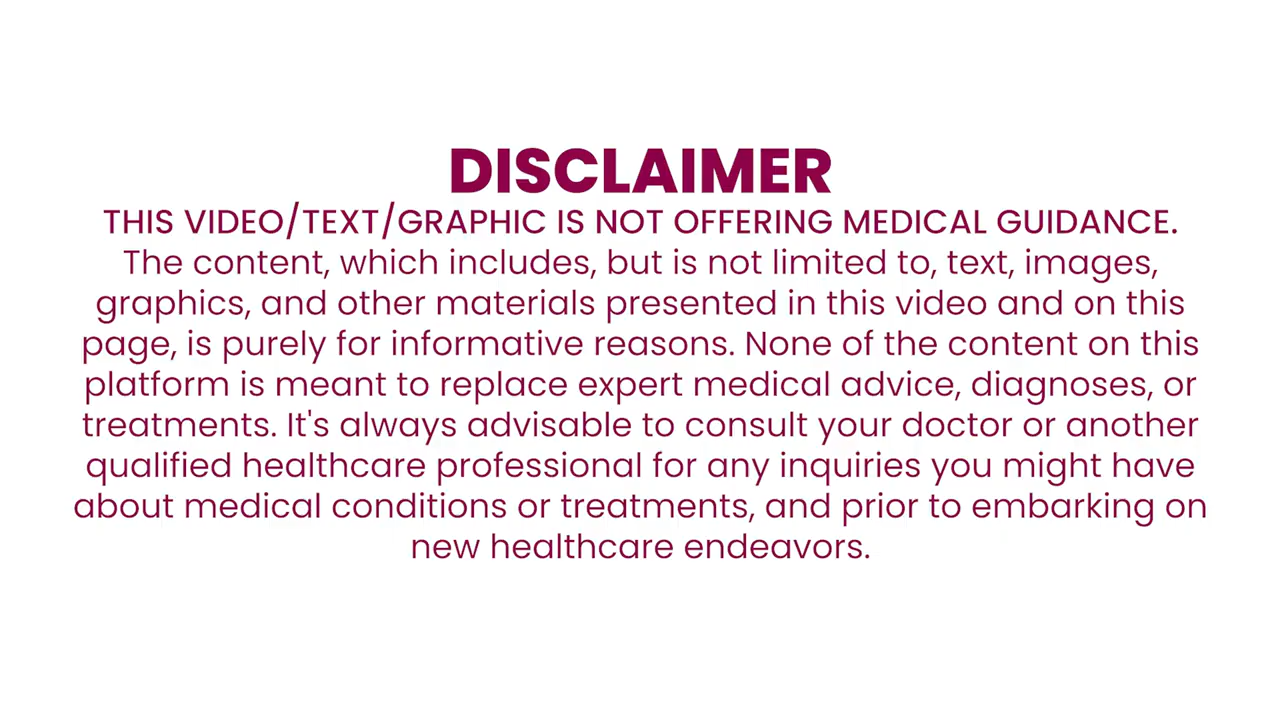 DISCLAIMER
THIS VIDEO/TEXT/GRAPHIC IS NOT OFFERING MEDICAL GUIDANCE.
The content, which includes, but is not limited to, text, images,
graphics, and other materials presented in this video and on this
page, is purely for informative reasons. None of the content on this
platform is meant to replace expert medical advice, diagnoses, or
treatments. It's always advisable to consult your doctor or another
qualified healthcare professional for any inquiries you might have
about medical conditions or treatments, and prior to embarking on
new healthcare endeavors.